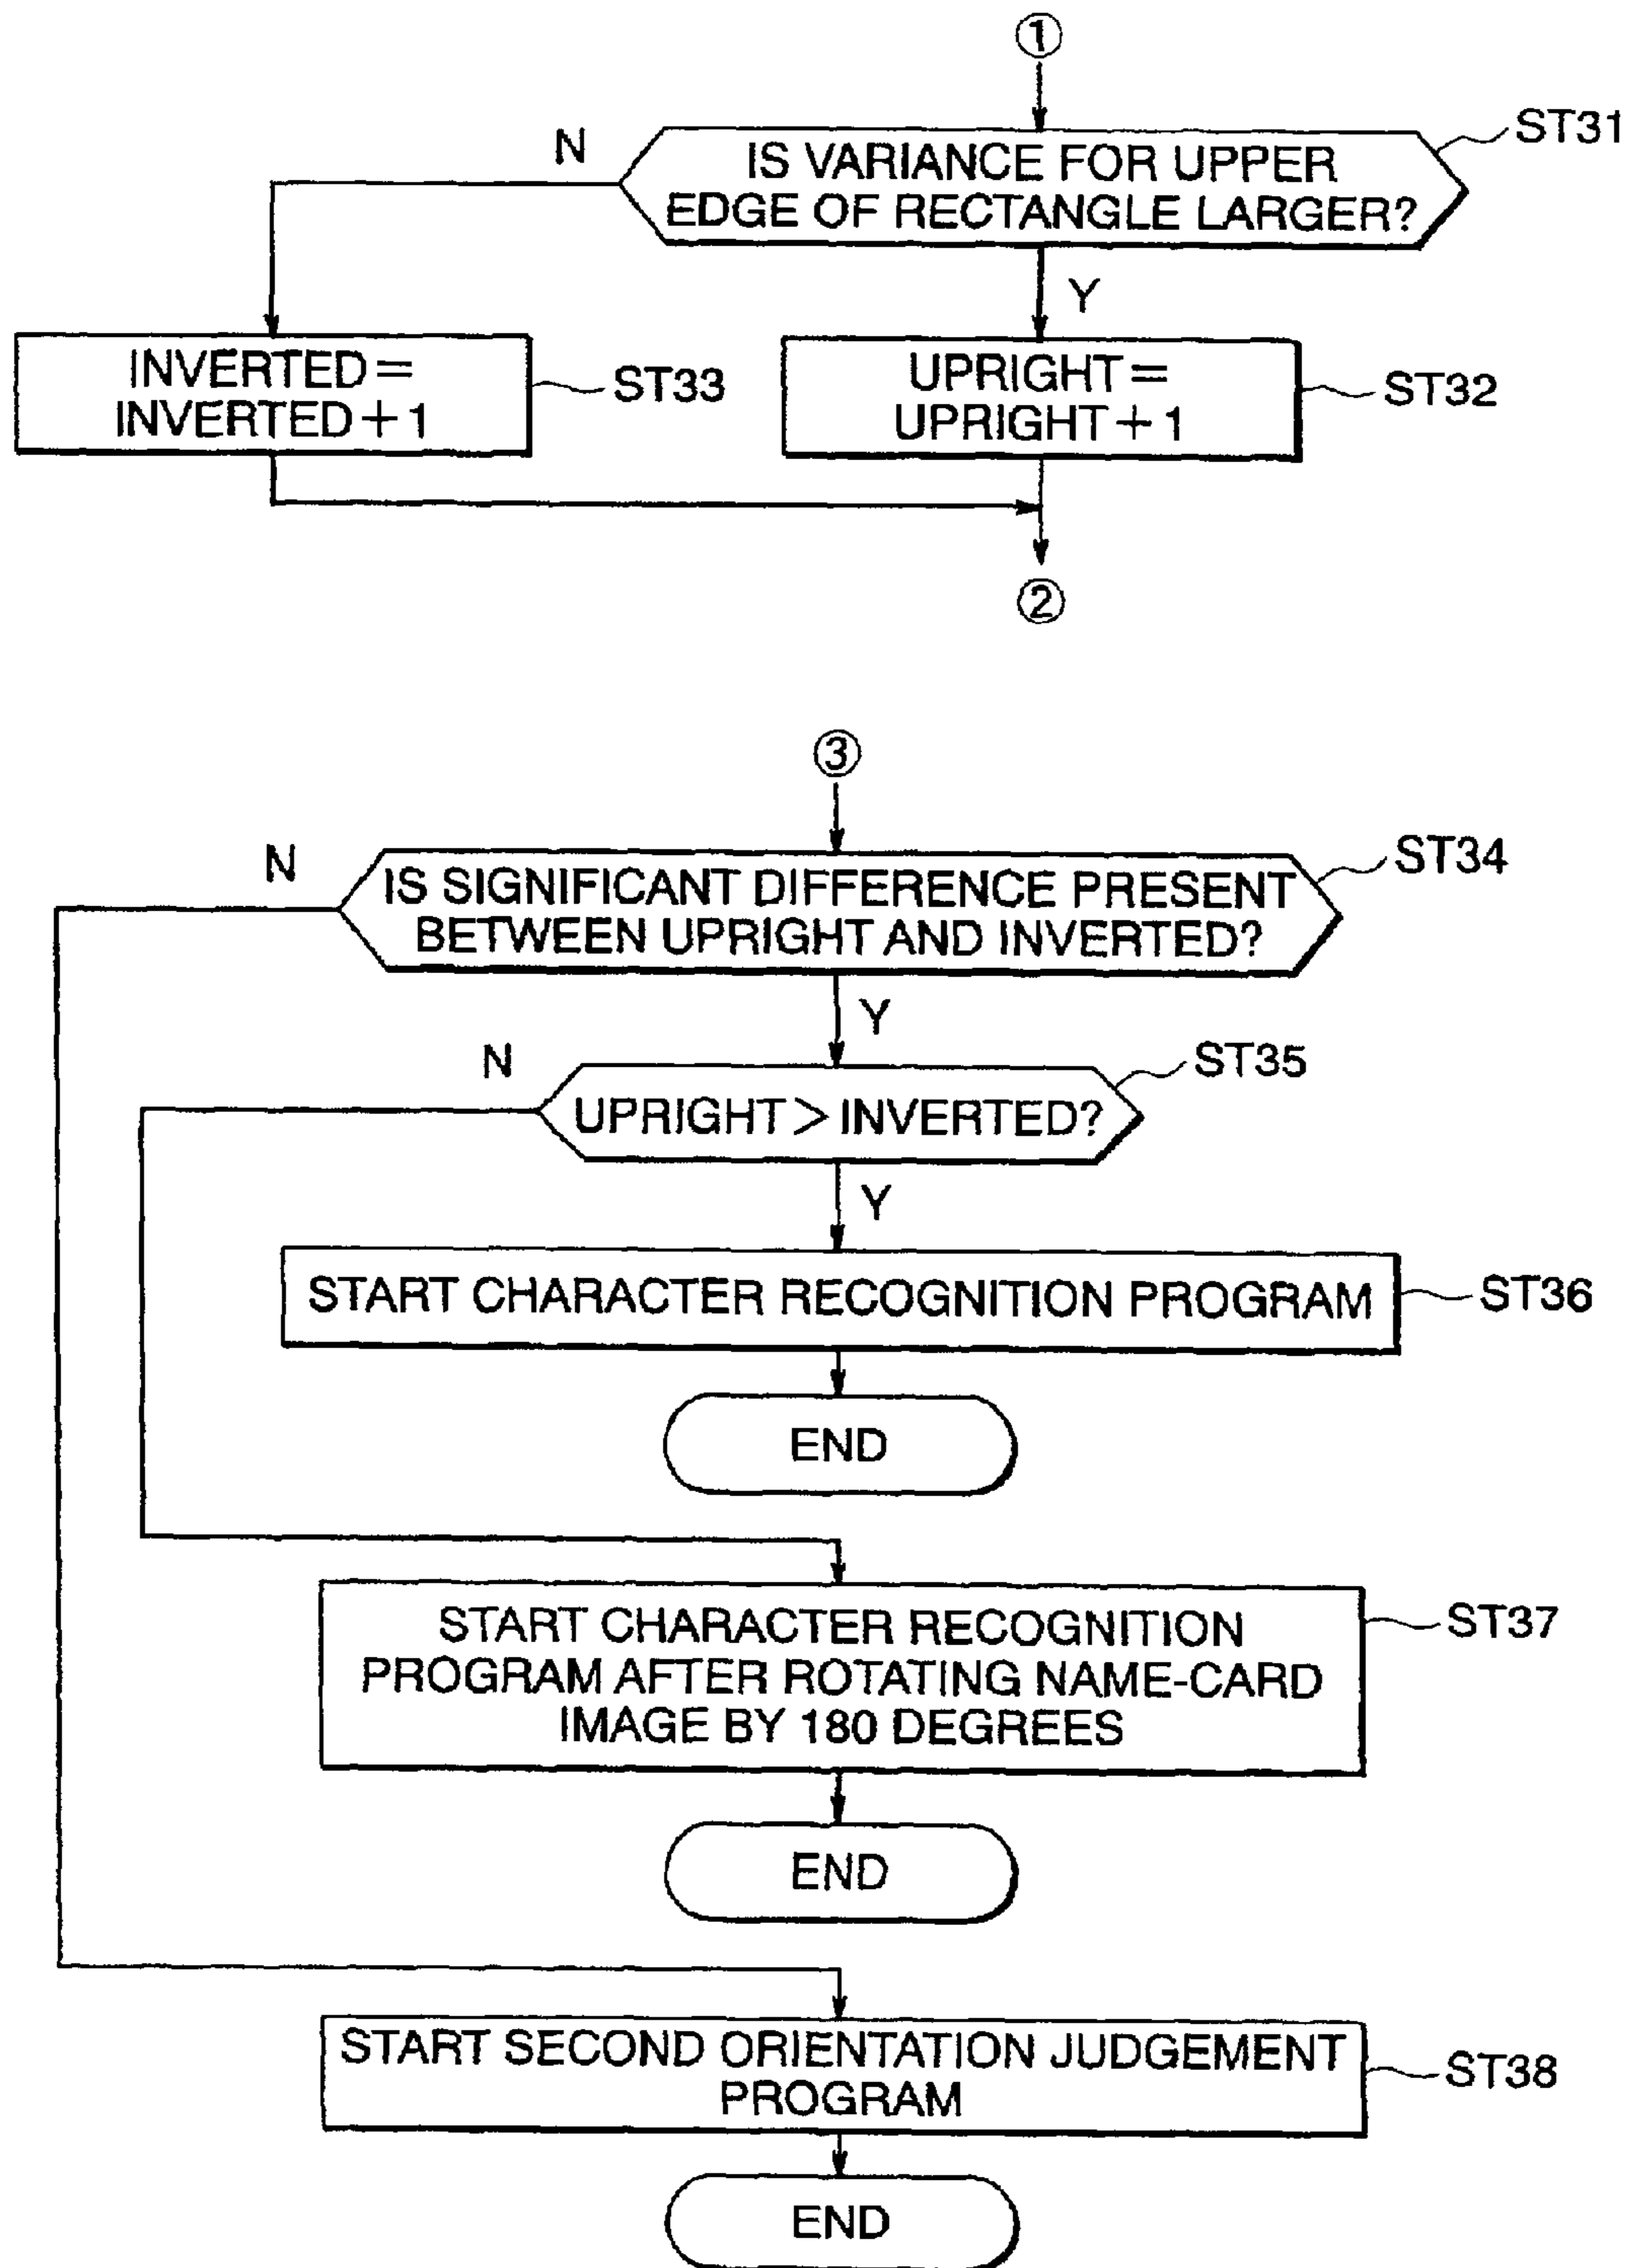 ①
N
IS VARIANCE FOR UPPER
EDGE OF RECTANGLE LARGER?
ST31
Y
INVERTED=
INVERTED+1
ST33
UPRIGHT=
UPRIGHT+1
ST32
②
③
N
IS SIGNIFICANT DIFFERENCE PRESENT
BETWEEN UPRIGHT AND INVERTED?
ST34
Y
N
UPRIGHT>INVERTED?
ST35
Y
START CHARACTER RECOGNITION PROGRAM
ST36
END
START CHARACTER RECOGNITION
PROGRAM AFTER ROTATING NAME-CARD
IMAGE BY 180 DEGREES
ST37
END
START SECOND ORIENTATION JUDGEMENT
PROGRAM
ST38
END